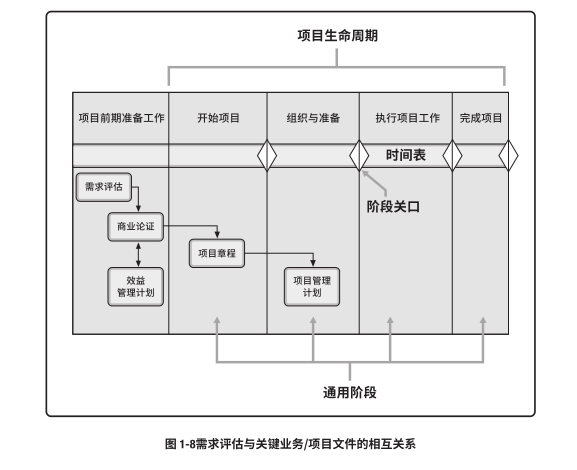 项目生命周期
项目前期准备工作
开始项目
组织与准备
执行项目工作
完成项目
时间表
需求评估
阶段关口
商业论证
项目章程
效益
管理计划
项目管理
计划
通用阶段
图 1-8需求评估与关键业务/项目文件的相互关系